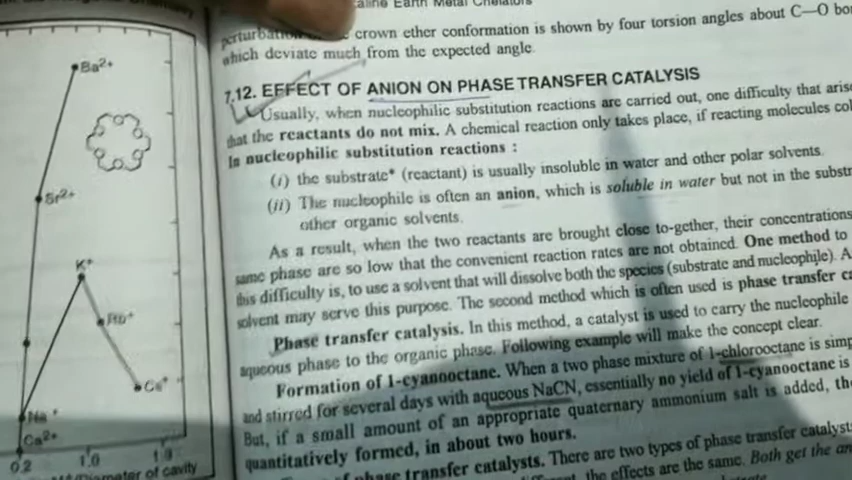 Earth Metal Chelators
crown ether conformation is shown by four torsion angles about C—O
which deviate much from the expected angle.
7.12. EFFECT OF ANION ON PHASE TRANSFER CATALYSIS
Usually, when nucleophilic substitution reactions are carried out, one difficulty that
that the reactants do not mix. A chemical reaction only takes place, if reacting molecules
In nucleophilic substitution reactions :
(i) the substrate* (reactant) is usually insoluble in water and other polar solvents.
(ii) The nucleophile is often an anion, which is soluble in water but not in the
other organic solvents.
As a result, when the two reactants are brought close to-gether, their concentrations
same phase are so low that the convenient reaction rates are not obtained. One method to
this difficulty is, to use a solvent that will dissolve both the species (substrate and nucleophile). A
solvent may serve this purpose. The second method which is often used is phase transfer
Phase transfer catalysis. In this method, a catalyst is used to carry the nucleophile
aqueous phase to the organic phase. Following example will make the concept clear.
Formation of 1-cyanooctane. When a two phase mixture of 1-chlorooctane is
and stirred for several days with aqueous NaCN, essentially no yield of 1-cyanooctane is
But, if a small amount of an appropriate quaternary ammonium salt is added,
quantitatively formed, in about two hours.
phase transfer catalysts. There are two types of phase transfer
the effects are the same. Both get the
Ba²⁺
Sr²⁺
K⁺
Rb⁺
Cs⁺
Na⁺
Ca²⁺
0.2 1.0
Diameter of cavity